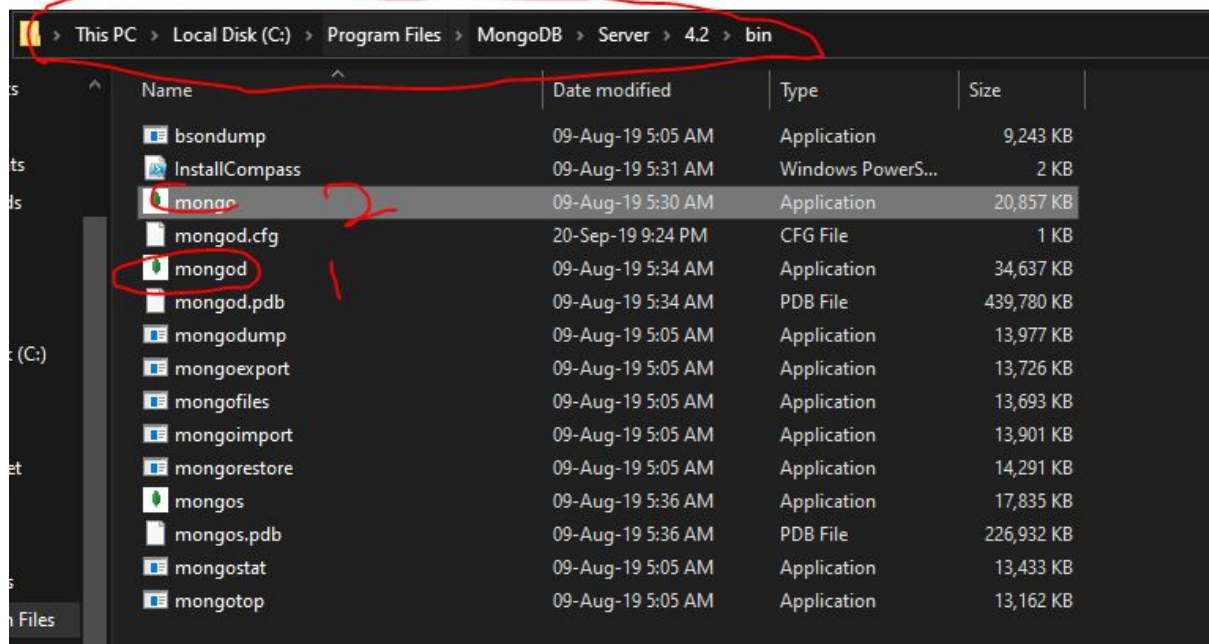 This PC > Local Disk (C:) > Program Files > MongoDB > Server > 4.2 > bin
Name Date modified Type Size
bsondump 09-Aug-19 5:05 AM Application 9,243 KB
InstallCompass 09-Aug-19 5:31 AM Windows PowerS... 2 KB
mongo 2 09-Aug-19 5:30 AM Application 20,857 KB
mongod.cfg 20-Sep-19 9:24 PM CFG File 1 KB
mongod 1 09-Aug-19 5:34 AM Application 34,637 KB
mongod.pdb 09-Aug-19 5:34 AM PDB File 439,780 KB
mongodump 09-Aug-19 5:05 AM Application 13,977 KB
(C:) mongoexport 09-Aug-19 5:05 AM Application 13,726 KB
mongofiles 09-Aug-19 5:05 AM Application 13,693 KB
mongoimport 09-Aug-19 5:05 AM Application 13,901 KB
mongorestore 09-Aug-19 5:05 AM Application 14,291 KB
mongos 09-Aug-19 5:36 AM Application 17,835 KB
mongos.pdb 09-Aug-19 5:36 AM PDB File 226,932 KB
mongostat 09-Aug-19 5:05 AM Application 13,433 KB
mongotop 09-Aug-19 5:05 AM Application 13,162 KB
Files